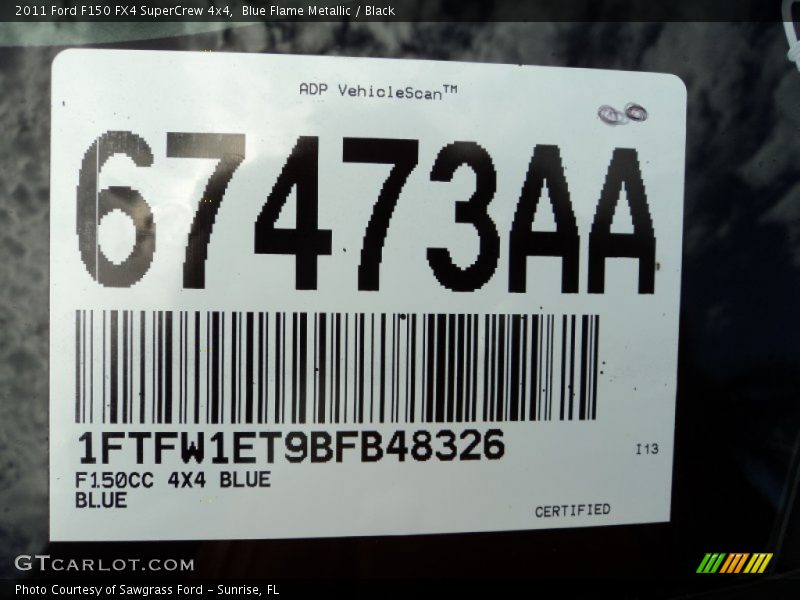 2011 Ford F150 FX4 SuperCrew 4x4, Blue Flame Metallic / Black
ADP VehicleScan™
67473AA
1FTFW1ET9BFB48326
I13
F150CC 4X4 BLUE
BLUE
CERTIFIED
GTCARLOT.COM
Photo Courtesy of Sawgrass Ford - Sunrise, FL